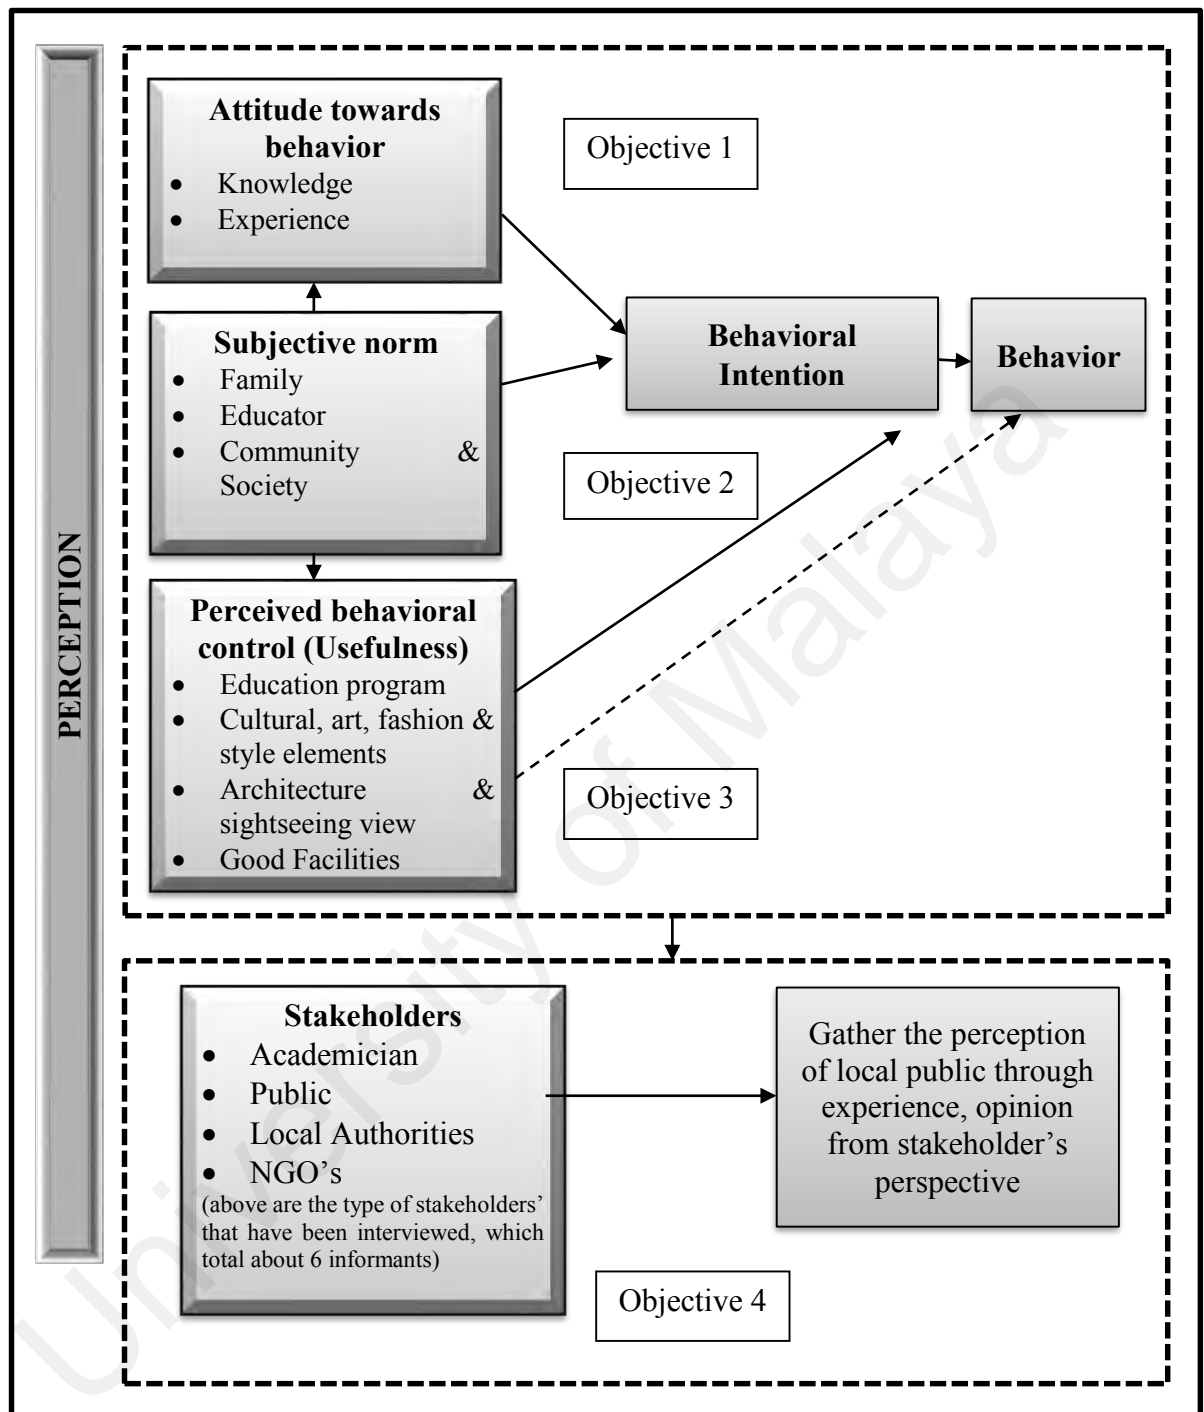 PERCEPTION
Attitude towards
behavior
• Knowledge
• Experience
Objective 1
Subjective norm
• Family
• Educator
• Community &
Society
Behavioral
Intention
Behavior
Objective 2
Perceived behavioral
control (Usefulness)
• Education program
• Cultural, art, fashion &
style elements
• Architecture &
sightseeing view
• Good Facilities
Objective 3
Stakeholders
• Academician
• Public
• Local Authorities
• NGO’s
(above are the type of stakeholders’
that have been interviewed, which
total about 6 informants)
Gather the perception
of local public through
experience, opinion
from stakeholder’s
perspective
Objective 4
University of Malaya